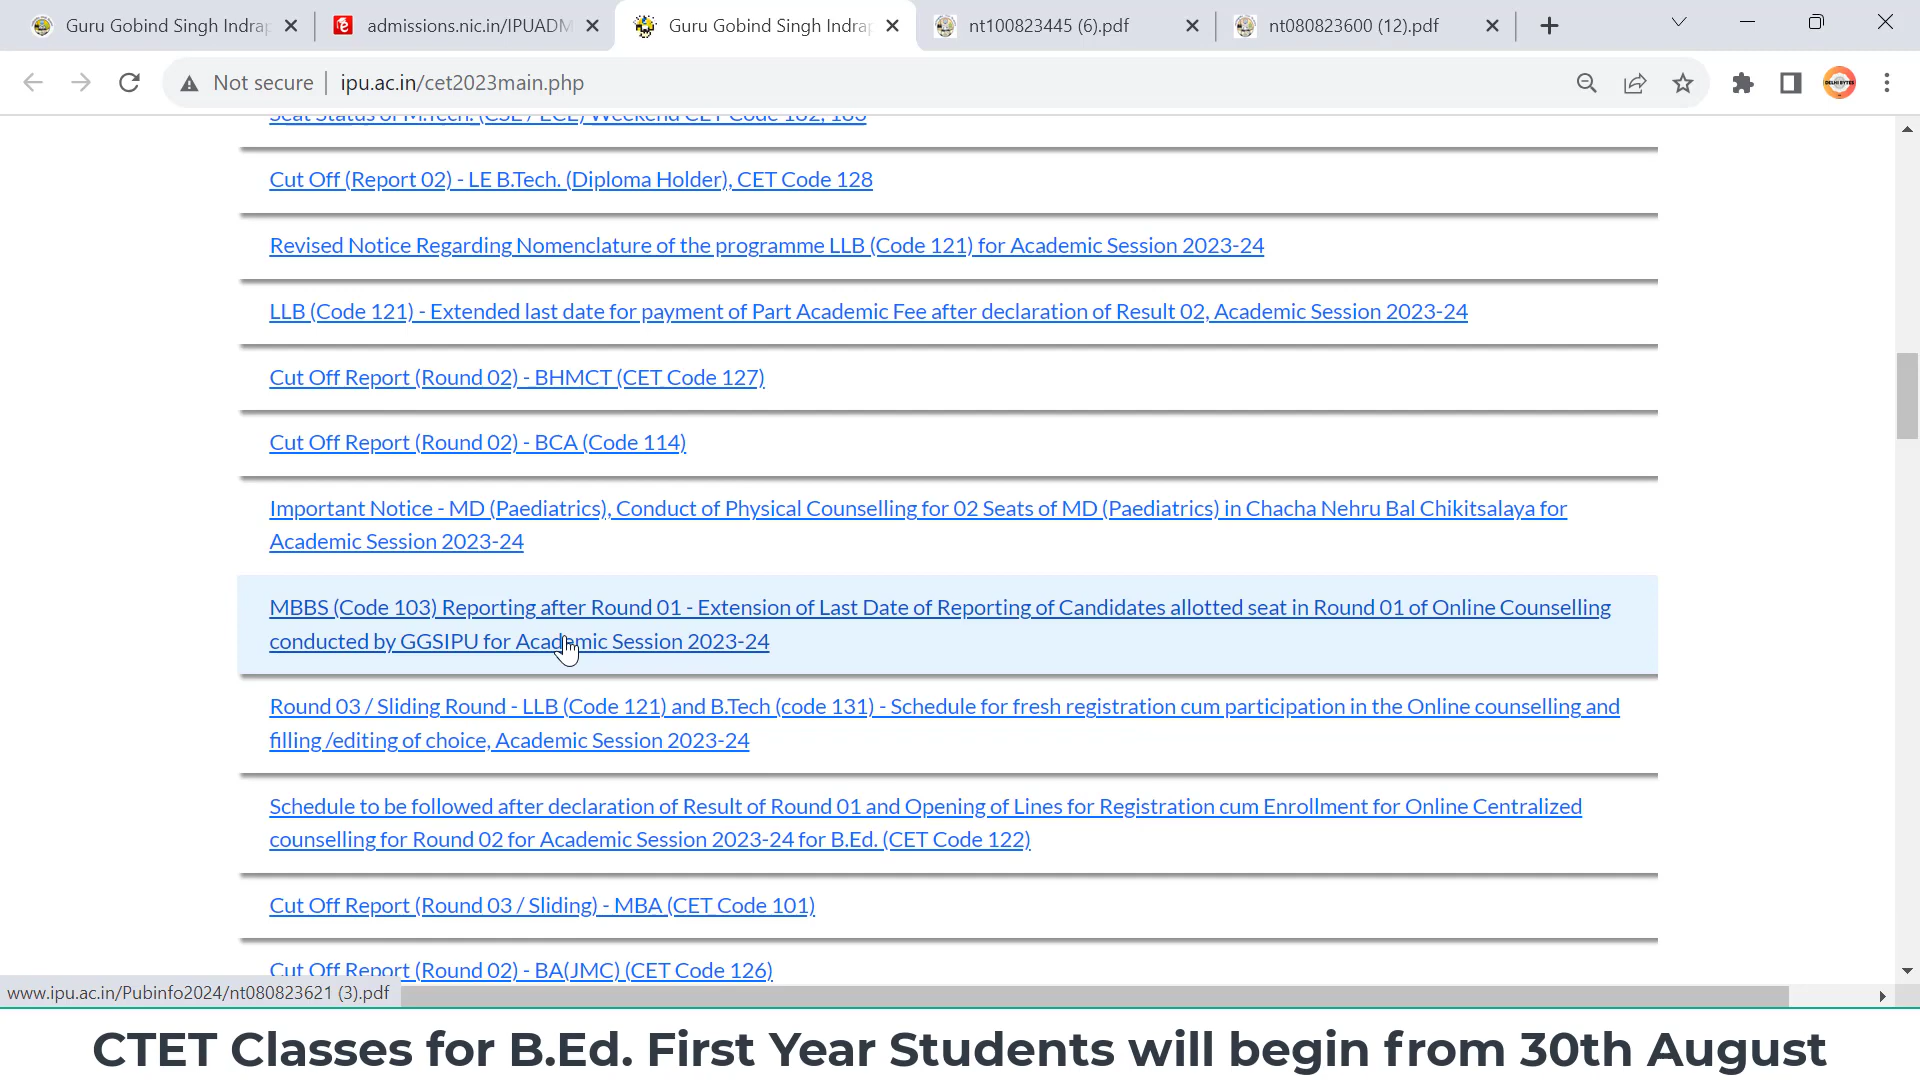 Guru Gobind Singh Indrap
admissions.nic.in/IPUADM
Guru Gobind Singh Indrap
nt100823445 (6).pdf
nt080823600 (12).pdf
Not secure
ipu.ac.in/cet2023main.php
DELHI BYTES
Seat Status of M.Tech. (CSE / ECE) Weekend CET Code 182, 183
Cut Off (Report 02) - LE B.Tech. (Diploma Holder), CET Code 128
Revised Notice Regarding Nomenclature of the programme LLB (Code 121) for Academic Session 2023-24
LLB (Code 121) - Extended last date for payment of Part Academic Fee after declaration of Result 02, Academic Session 2023-24
Cut Off Report (Round 02) - BHMCT (CET Code 127)
Cut Off Report (Round 02) - BCA (Code 114)
Important Notice - MD (Paediatrics), Conduct of Physical Counselling for 02 Seats of MD (Paediatrics) in Chacha Nehru Bal Chikitsalaya for
Academic Session 2023-24
MBBS (Code 103) Reporting after Round 01 - Extension of Last Date of Reporting of Candidates allotted seat in Round 01 of Online Counselling
conducted by GGSIPU for Academic Session 2023-24
Round 03 / Sliding Round - LLB (Code 121) and B.Tech (code 131) - Schedule for fresh registration cum participation in the Online counselling and
filling /editing of choice, Academic Session 2023-24
Schedule to be followed after declaration of Result of Round 01 and Opening of Lines for Registration cum Enrollment for Online Centralized
counselling for Round 02 for Academic Session 2023-24 for B.Ed. (CET Code 122)
Cut Off Report (Round 03 / Sliding) - MBA (CET Code 101)
Cut Off Report (Round 02) - BA(JMC) (CET Code 126)
www.ipu.ac.in/Pubinfo2024/nt080823621 (3).pdf
CTET Classes for B.Ed. First Year Students will begin from 30th August